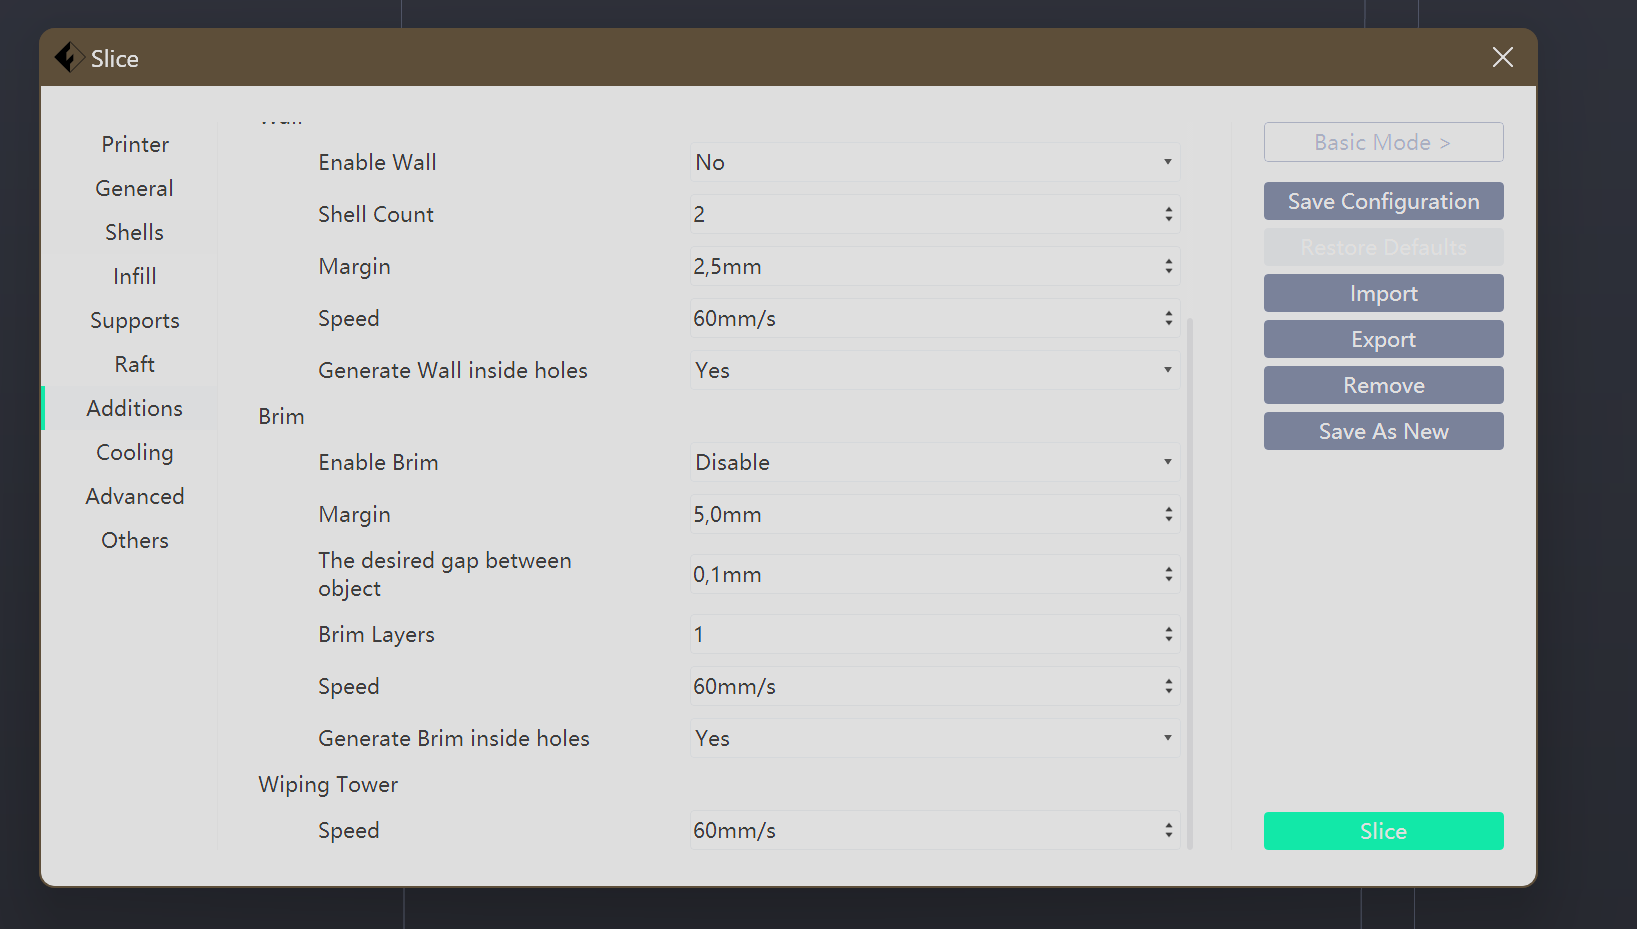 Slice
Printer
General
Shells
Infill
Supports
Raft
Additions
Cooling
Advanced
Others
Enable Wall No
Shell Count 2
Margin 2,5mm
Speed 60mm/s
Generate Wall inside holes Yes
Brim
Enable Brim Disable
Margin 5,0mm
The desired gap between
object 0,1mm
Brim Layers 1
Speed 60mm/s
Generate Brim inside holes Yes
Wiping Tower
Speed 60mm/s
Basic Mode >
Save Configuration
Restore Defaults
Import
Export
Remove
Save As New
Slice